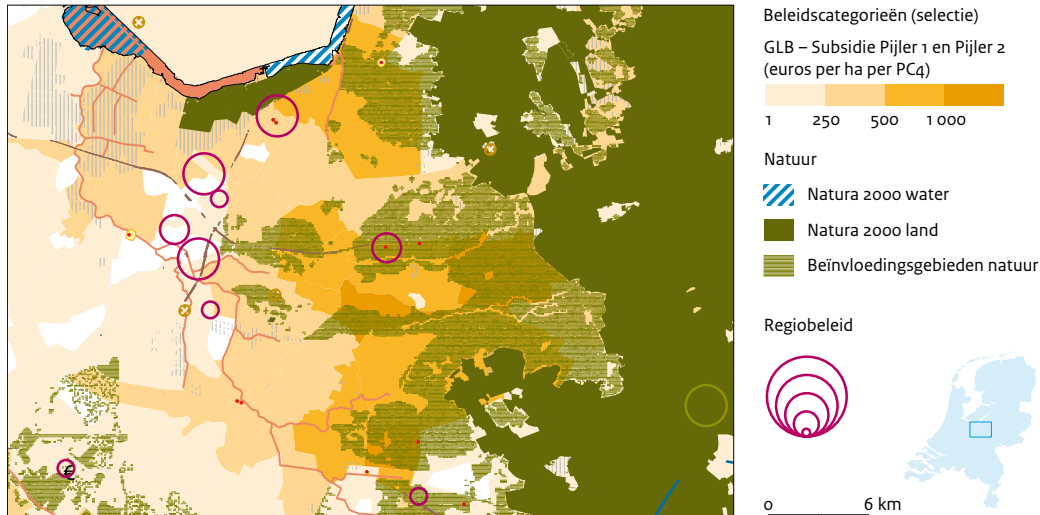 Beleidscategorieën (selectie)
GLB – Subsidie Pijler 1 en Pijler 2
(euros per ha per PC4)
1 250 500 1 000
Natuur
Natura 2000 water
Natura 2000 land
Beïnvloedingsgebieden natuur
Regiobeleid
€
0 6 km